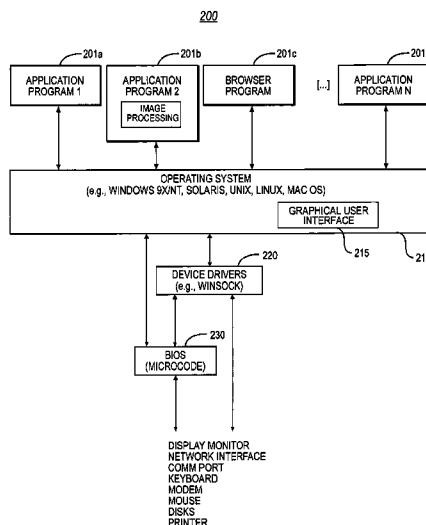 200
201a
201b
201c
201
APPLICATION
PROGRAM 1
APPLICATION
PROGRAM 2
IMAGE
PROCESSING
BROWSER
PROGRAM
[...]
APPLICATION
PROGRAM N
OPERATING SYSTEM
(e.g., WINDOWS 9X/NT, SOLARIS, UNIX, LINUX, MAC OS)
GRAPHICAL USER
INTERFACE
215
21
220
DEVICE DRIVERS
(e.g., WINSOCK)
230
BIOS
(MICROCODE)
DISPLAY MONITOR
NETWORK INTERFACE
COMM PORT
KEYBOARD
MODEM
MOUSE
DISKS
PRINTER